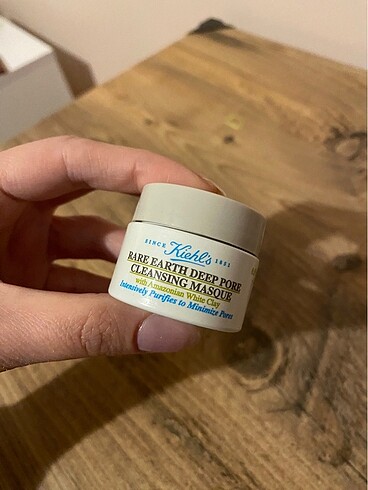 SINCE Kiehl's 1851
RARE EARTH DEEP PORE
CLEANSING MASQUE
with Amazonian White Clay
Intensively Purifies to Minimize Pores